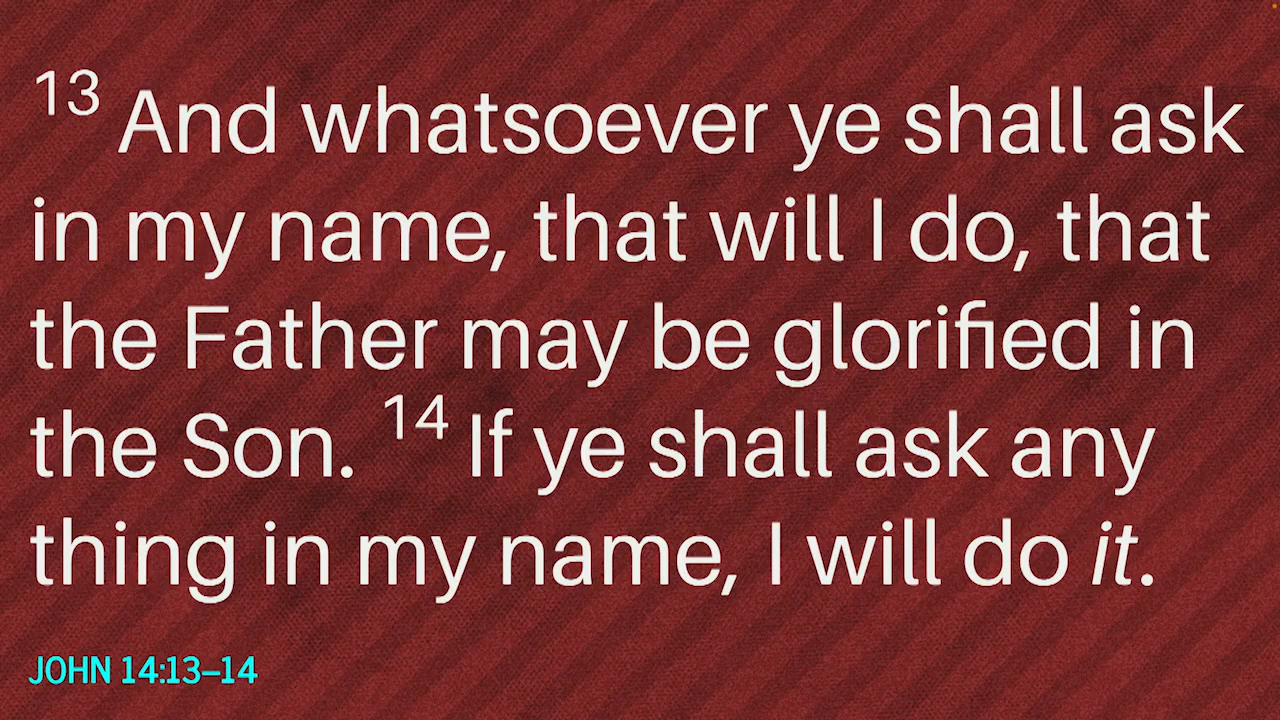 13 And whatsoever ye shall ask
in my name, that will I do, that
the Father may be glorified in
the Son. 14 If ye shall ask any
thing in my name, I will do it.
JOHN 14:13–14